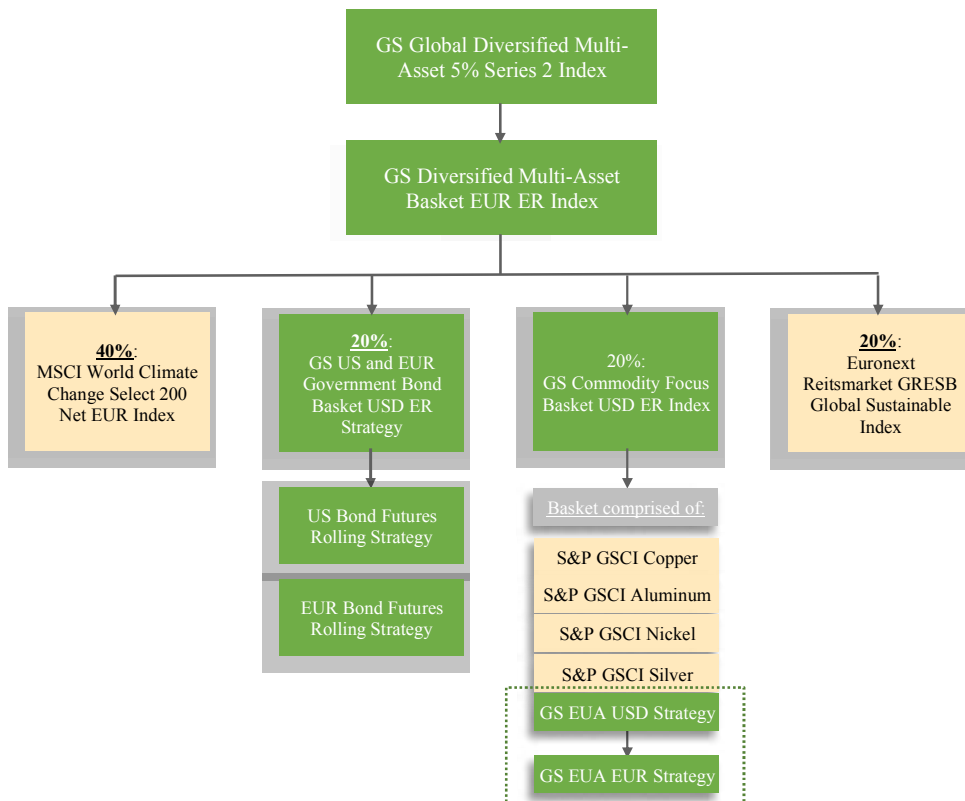 GS Global Diversified Multi-
Asset 5% Series 2 Index
GS Diversified Multi-Asset
Basket EUR ER Index
40%:
MSCI World Climate
Change Select 200
Net EUR Index
20%:
GS US and EUR
Government Bond
Basket USD ER
Strategy
20%:
GS Commodity Focus
Basket USD ER Index
20%:
Euronext
Reitsmarket GRESB
Global Sustainable
Index
US Bond Futures
Rolling Strategy
EUR Bond Futures
Rolling Strategy
Basket comprised of:
S&P GSCI Copper
S&P GSCI Aluminum
S&P GSCI Nickel
S&P GSCI Silver
GS EUA USD Strategy
GS EUA EUR Strategy